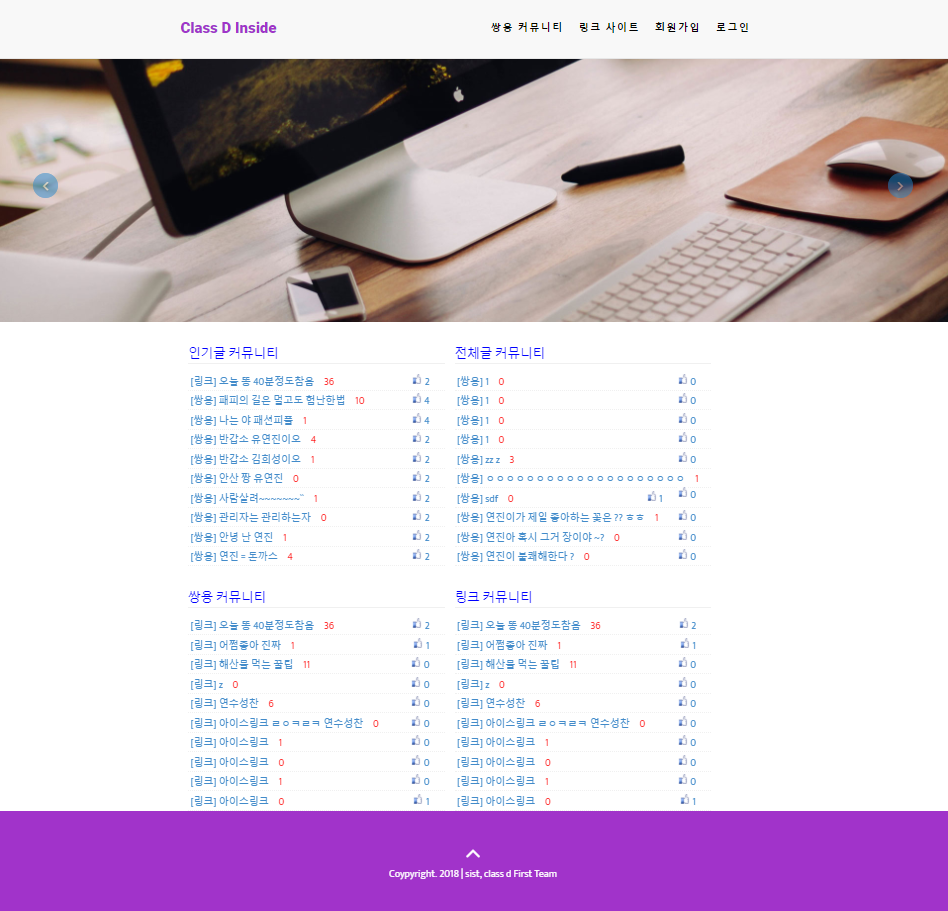 Class D Inside
쌍용 커뮤니티 링크 사이트 회원가입 로그인
인기글 커뮤니티
[링크] 오늘 똥 40분정도참음 36 2
[쌍용] 패피의 길은 멀고도 험난한법 10 4
[쌍용] 나는 야 패션피플 1 4
[쌍용] 반갑소 유연진이오 4 2
[쌍용] 반갑소 김희성이오 1 2
[쌍용] 안산 짱 유연진 0 2
[쌍용] 사람살려~~~~~~~~ 1 2
[쌍용] 관리자는 관리하는자 0 2
[쌍용] 안녕 난 연진 1 2
[쌍용] 연진 = 돈까스 4 2
전체글 커뮤니티
[쌍용] 1 0 0
[쌍용] 1 0 0
[쌍용] 1 0 0
[쌍용] 1 0 0
[쌍용] zz z 3 0
[쌍용] ㅇㅇㅇㅇㅇㅇㅇㅇㅇㅇㅇㅇㅇㅇㅇㅇㅇㅇㅇㅇ 1
[쌍용] sdf 0 1 0
[쌍용] 연진이가 제일 좋아하는 꽃은 ?? ㅎㅎ 1 0
[쌍용] 연진아 혹시 그거 장이야 ~? 0 0
[쌍용] 연진이 불쾌해한다 ? 0 0
쌍용 커뮤니티
[링크] 오늘 똥 40분정도참음 36 2
[링크] 어쩜좋아 진짜 1 1
[링크] 해산물 먹는 꿀팁 11 0
[링크] z 0 0
[링크] 연수성찬 6 0
[링크] 아이스링크 ㄹㅇㅋㄹㅋ 연수성찬 0 0
[링크] 아이스링크 1 0
[링크] 아이스링크 0 0
[링크] 아이스링크 1 0
[링크] 아이스링크 0 1
링크 커뮤니티
[링크] 오늘 똥 40분정도참음 36 2
[링크] 어쩜좋아 진짜 1 1
[링크] 해산물 먹는 꿀팁 11 0
[링크] z 0 0
[링크] 연수성찬 6 0
[링크] 아이스링크 ㄹㅇㅋㄹㅋ 연수성찬 0 0
[링크] 아이스링크 1 0
[링크] 아이스링크 0 0
[링크] 아이스링크 1 0
[링크] 아이스링크 0 1
Coypyright. 2018 | sist, class d First Team